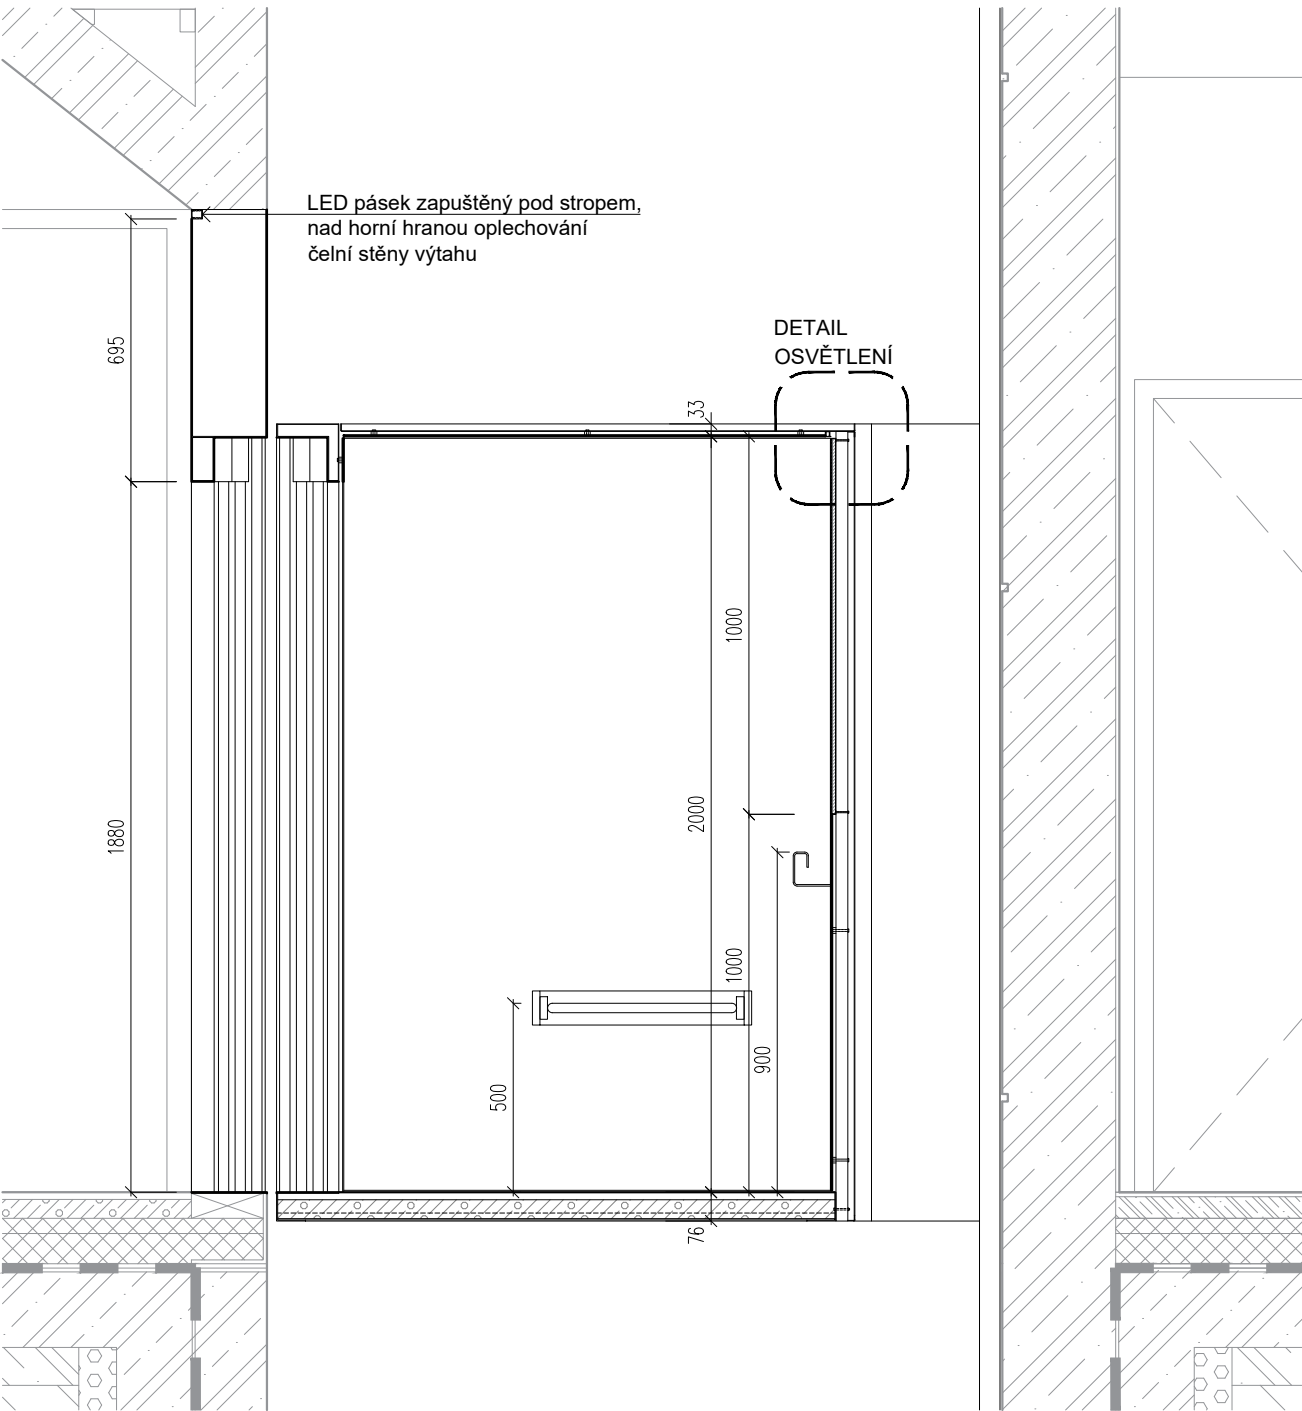 LED pásek zapuštěný pod stropem,
nad horní hranou oplechování
čelní stěny výtahu
DETAIL
OSVĚTLENÍ
695
33
1000
2000
1880
1000
900
500
76